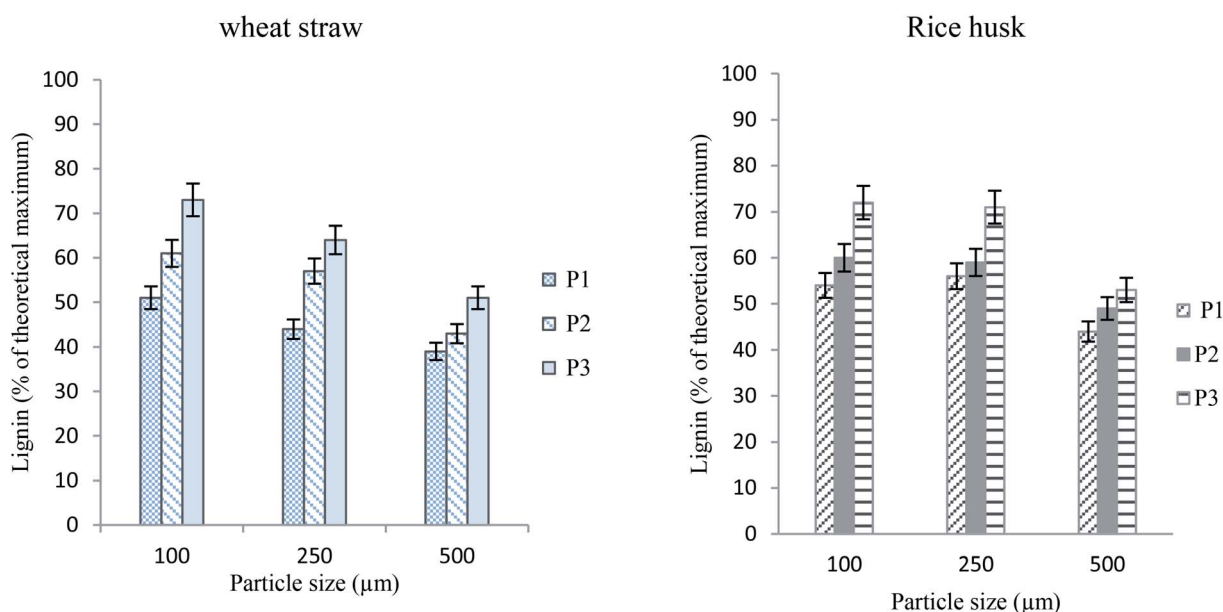 wheat straw
Lignin (% of theoretical maximum)
100
90
80
70
60
50
40
30
20
10
0
100 250 500
Particle size (µm)
P1
P2
P3
Rice husk
Lignin (% of theoretical maximum)
100
90
80
70
60
50
40
30
20
10
0
100 250 500
Particle size (µm)
P1
P2
P3